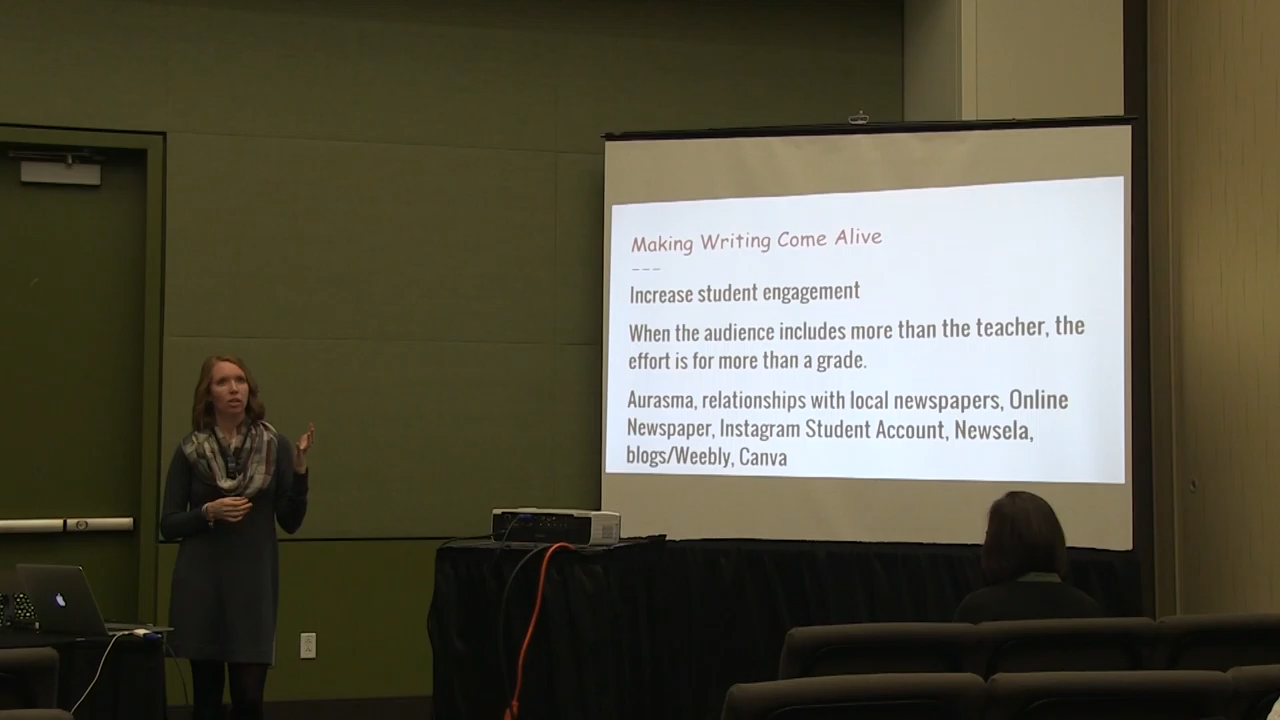 Making Writing Come Alive
---
Increase student engagement
When the audience includes more than the teacher, the
effort is for more than a grade.
Aurasma, relationships with local newspapers, Online
Newspaper, Instagram Student Account, Newsela,
blogs/Weebly, Canva